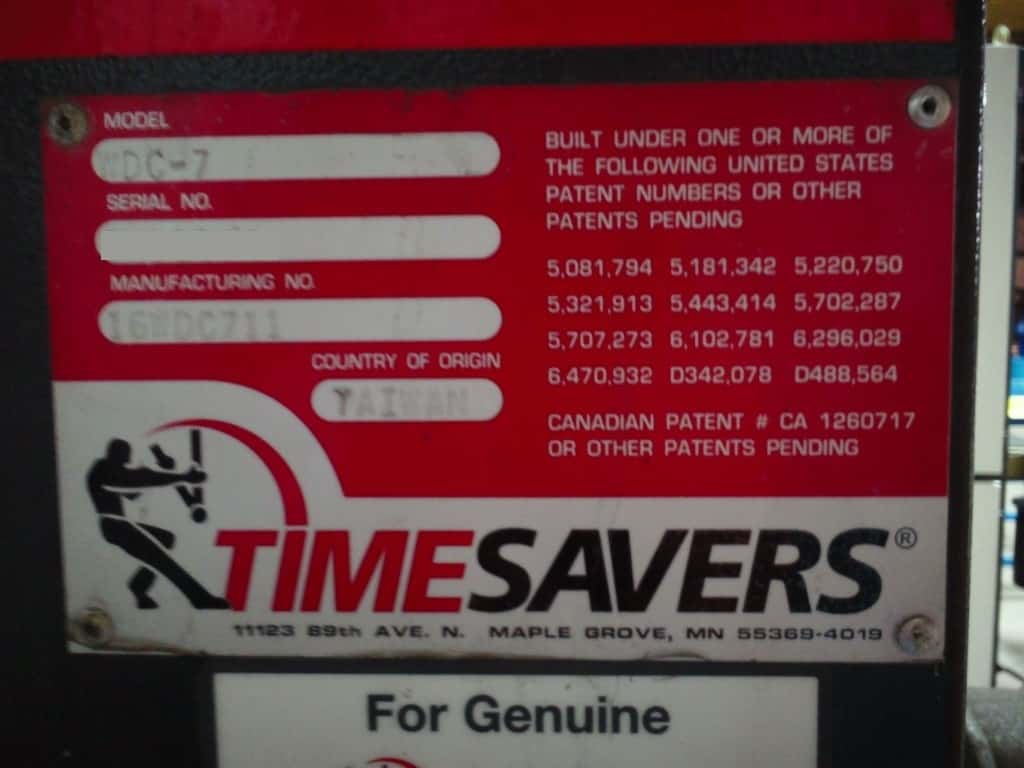 MODEL
WDC-7
SERIAL NO.
MANUFACTURING NO.
16WDC711
COUNTRY OF ORIGIN
TAIWAN
BUILT UNDER ONE OR MORE OF
THE FOLLOWING UNITED STATES
PATENT NUMBERS OR OTHER
PATENTS PENDING
5,081,794 5,181,342 5,220,750
5,321,913 5,443,414 5,702,287
5,707,273 6,102,781 6,296,029
6,470,932 D342,078 D488,564
CANADIAN PATENT # CA 1260717
OR OTHER PATENTS PENDING
TIMESAVERS®
11123 89th AVE. N. MAPLE GROVE, MN 55369-4019
For Genuine